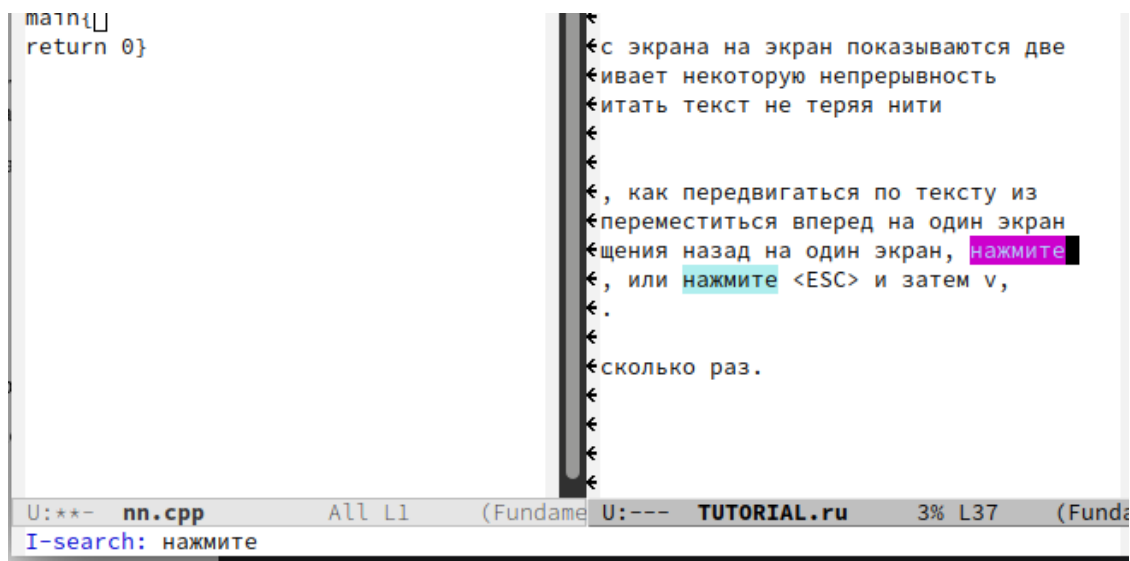 main{
return 0}
с экрана на экран показываются две
ивает некоторую непрерывность
итать текст не теряя нити
, как передвигаться по тексту из
переместиться вперед на один экран
щения назад на один экран, нажмите
, или нажмите <ESC> и затем v,
.
сколько раз.
U:**- nn.cpp All L1 (Fundame
U:--- TUTORIAL.ru 3% L37 (Funda
I-search: нажмите